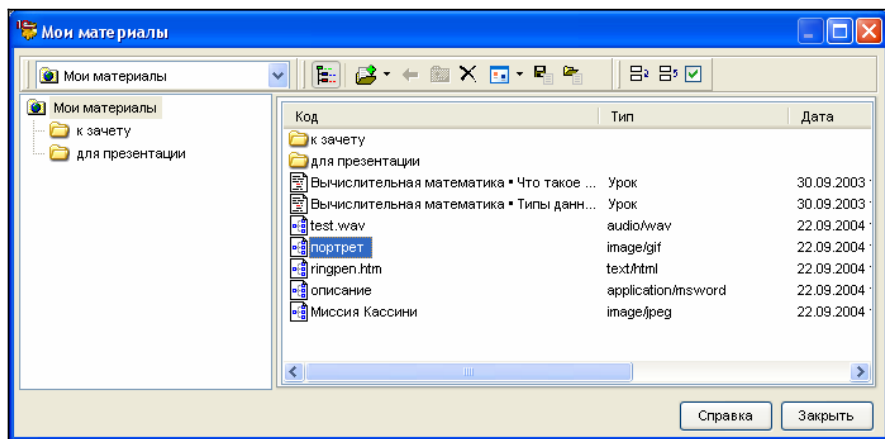 Мои материалы
Мои материалы
Мои материалы
к зачету
для презентации
Код Тип Дата
к зачету
для презентации
Вычислительная математика ▪ Что такое ... Урок 30.09.2003
Вычислительная математика ▪ Типы данн... Урок 30.09.2003
test.wav audio/wav 22.09.2004
портрет image/gif 22.09.2004
ringpen.htm text/html 22.09.2004
описание application/msword 22.09.2004
Миссия Кассини image/jpeg 22.09.2004
Справка Закрыть